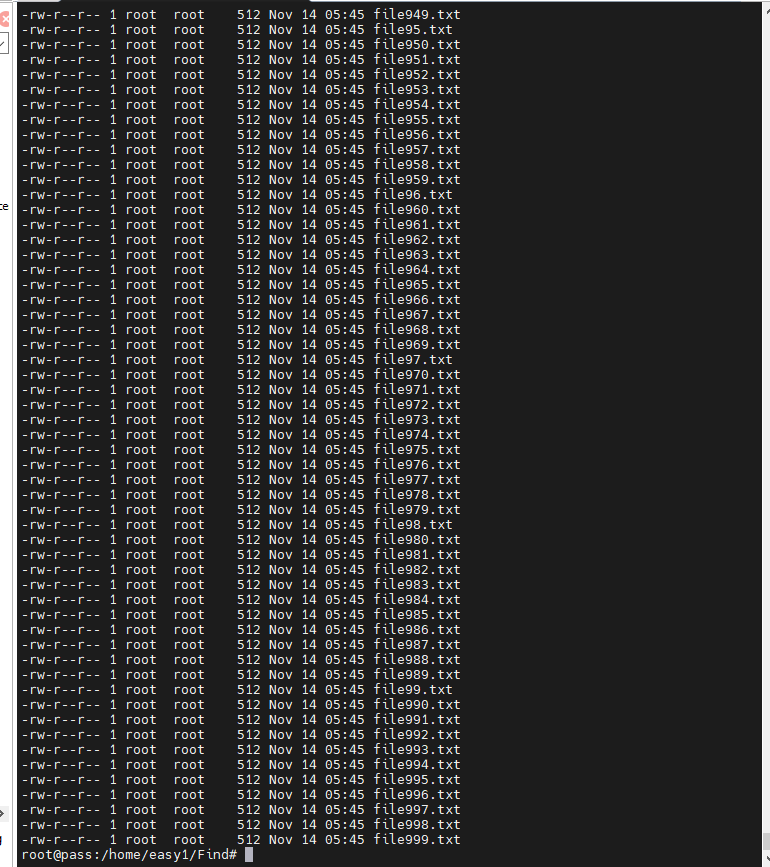 -rw-r--r-- 1 root  root    512 Nov 14 05:45 file949.txt
-rw-r--r-- 1 root  root    512 Nov 14 05:45 file95.txt
-rw-r--r-- 1 root  root    512 Nov 14 05:45 file950.txt
-rw-r--r-- 1 root  root    512 Nov 14 05:45 file951.txt
-rw-r--r-- 1 root  root    512 Nov 14 05:45 file952.txt
-rw-r--r-- 1 root  root    512 Nov 14 05:45 file953.txt
-rw-r--r-- 1 root  root    512 Nov 14 05:45 file954.txt
-rw-r--r-- 1 root  root    512 Nov 14 05:45 file955.txt
-rw-r--r-- 1 root  root    512 Nov 14 05:45 file956.txt
-rw-r--r-- 1 root  root    512 Nov 14 05:45 file957.txt
-rw-r--r-- 1 root  root    512 Nov 14 05:45 file958.txt
-rw-r--r-- 1 root  root    512 Nov 14 05:45 file959.txt
-rw-r--r-- 1 root  root    512 Nov 14 05:45 file96.txt
-rw-r--r-- 1 root  root    512 Nov 14 05:45 file960.txt
-rw-r--r-- 1 root  root    512 Nov 14 05:45 file961.txt
-rw-r--r-- 1 root  root    512 Nov 14 05:45 file962.txt
-rw-r--r-- 1 root  root    512 Nov 14 05:45 file963.txt
-rw-r--r-- 1 root  root    512 Nov 14 05:45 file964.txt
-rw-r--r-- 1 root  root    512 Nov 14 05:45 file965.txt
-rw-r--r-- 1 root  root    512 Nov 14 05:45 file966.txt
-rw-r--r-- 1 root  root    512 Nov 14 05:45 file967.txt
-rw-r--r-- 1 root  root    512 Nov 14 05:45 file968.txt
-rw-r--r-- 1 root  root    512 Nov 14 05:45 file969.txt
-rw-r--r-- 1 root  root    512 Nov 14 05:45 file97.txt
-rw-r--r-- 1 root  root    512 Nov 14 05:45 file970.txt
-rw-r--r-- 1 root  root    512 Nov 14 05:45 file971.txt
-rw-r--r-- 1 root  root    512 Nov 14 05:45 file972.txt
-rw-r--r-- 1 root  root    512 Nov 14 05:45 file973.txt
-rw-r--r-- 1 root  root    512 Nov 14 05:45 file974.txt
-rw-r--r-- 1 root  root    512 Nov 14 05:45 file975.txt
-rw-r--r-- 1 root  root    512 Nov 14 05:45 file976.txt
-rw-r--r-- 1 root  root    512 Nov 14 05:45 file977.txt
-rw-r--r-- 1 root  root    512 Nov 14 05:45 file978.txt
-rw-r--r-- 1 root  root    512 Nov 14 05:45 file979.txt
-rw-r--r-- 1 root  root    512 Nov 14 05:45 file98.txt
-rw-r--r-- 1 root  root    512 Nov 14 05:45 file980.txt
-rw-r--r-- 1 root  root    512 Nov 14 05:45 file981.txt
-rw-r--r-- 1 root  root    512 Nov 14 05:45 file982.txt
-rw-r--r-- 1 root  root    512 Nov 14 05:45 file983.txt
-rw-r--r-- 1 root  root    512 Nov 14 05:45 file984.txt
-rw-r--r-- 1 root  root    512 Nov 14 05:45 file985.txt
-rw-r--r-- 1 root  root    512 Nov 14 05:45 file986.txt
-rw-r--r-- 1 root  root    512 Nov 14 05:45 file987.txt
-rw-r--r-- 1 root  root    512 Nov 14 05:45 file988.txt
-rw-r--r-- 1 root  root    512 Nov 14 05:45 file989.txt
-rw-r--r-- 1 root  root    512 Nov 14 05:45 file99.txt
-rw-r--r-- 1 root  root    512 Nov 14 05:45 file990.txt
-rw-r--r-- 1 root  root    512 Nov 14 05:45 file991.txt
-rw-r--r-- 1 root  root    512 Nov 14 05:45 file992.txt
-rw-r--r-- 1 root  root    512 Nov 14 05:45 file993.txt
-rw-r--r-- 1 root  root    512 Nov 14 05:45 file994.txt
-rw-r--r-- 1 root  root    512 Nov 14 05:45 file995.txt
-rw-r--r-- 1 root  root    512 Nov 14 05:45 file996.txt
-rw-r--r-- 1 root  root    512 Nov 14 05:45 file997.txt
-rw-r--r-- 1 root  root    512 Nov 14 05:45 file998.txt
-rw-r--r-- 1 root  root    512 Nov 14 05:45 file999.txt
root@pass:/home/easy1/Find#